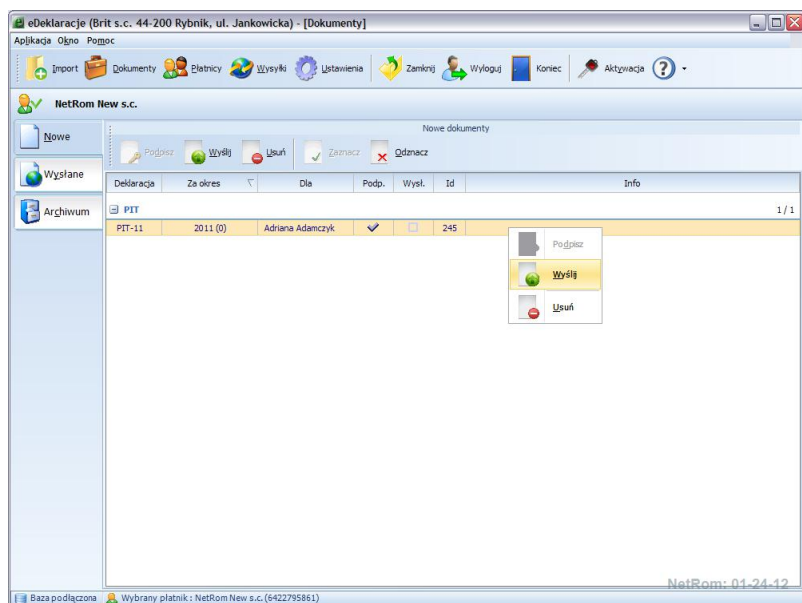 eDeklaracje (Brit s.c. 44-200 Rybnik, ul. Jankowicka) - [Dokumenty]
Aplikacja Okno Pomoc
Import Dokumenty Płatnicy Wysyłki Ustawienia Zamknij Wyloguj Koniec Aktywacja ?
NetRom New s.c.
Nowe
Wysłane
Archiwum
Nowe dokumenty
Podpisz Wyślij Usuń Zaznacz Odznacz
Deklaracja Za okres Dla Podp. Wysł. Id Info
PIT 1 / 1
PIT-11 2011 (0) Adriana Adamczyk 245
Podpisz
Wyślij
Usuń
NetRom: 01-24-12
Baza podłączona Wybrany płatnik : NetRom New s.c. (6422795861)